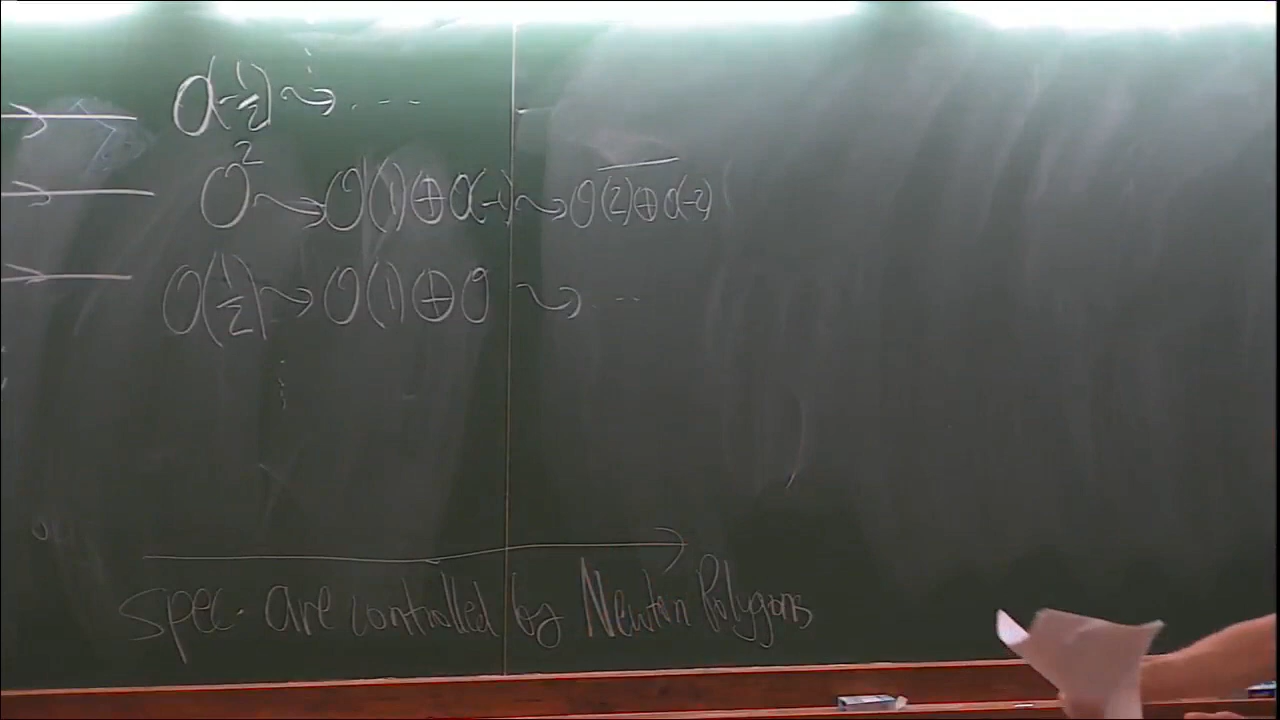 O(-1/2) ⇝ ...
O² ⇝ O(1) ⊕ O(-1) ⇝ O(2) ⊕ O(-2)
O(1/2) ⇝ O(1) ⊕ O ⇝ ...
⋮
spec. are controlled by Newton Polygons